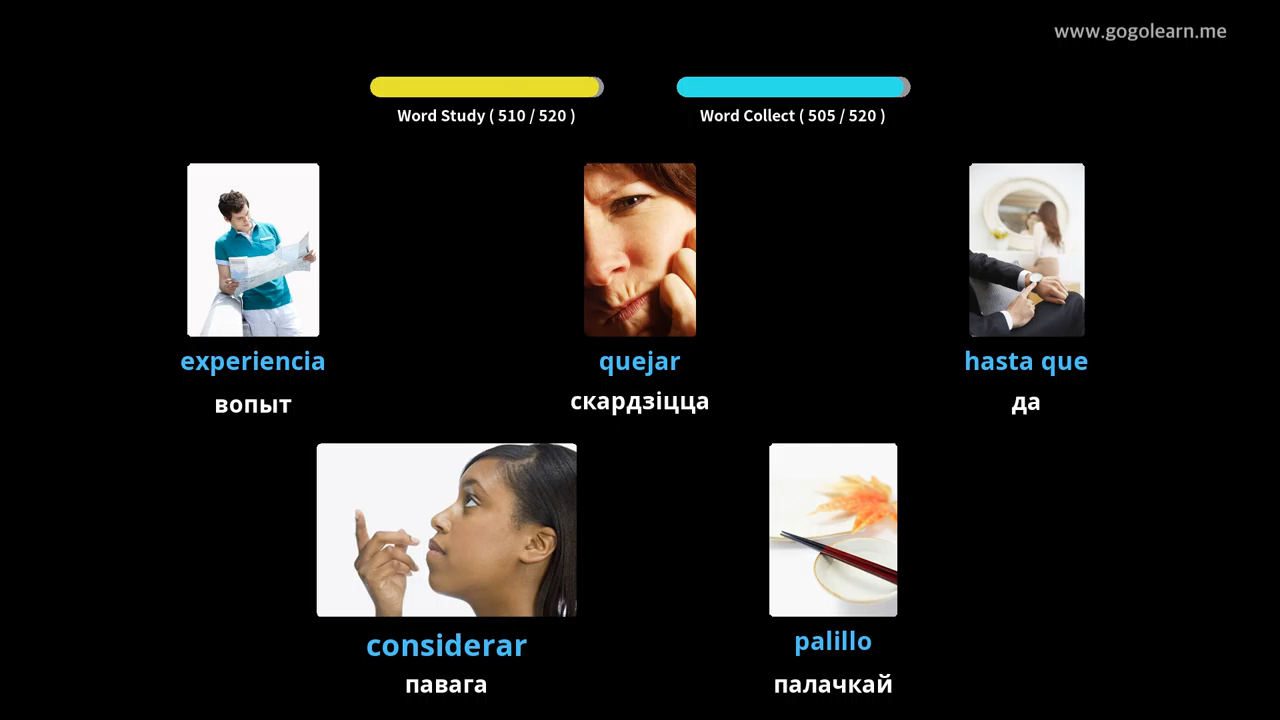 www.gogolearn.me
Word Study ( 510 / 520 )
Word Collect ( 505 / 520 )
experiencia
вопыт
quejar
скардзіцца
hasta que
да
considerar
павага
palillo
палачкай